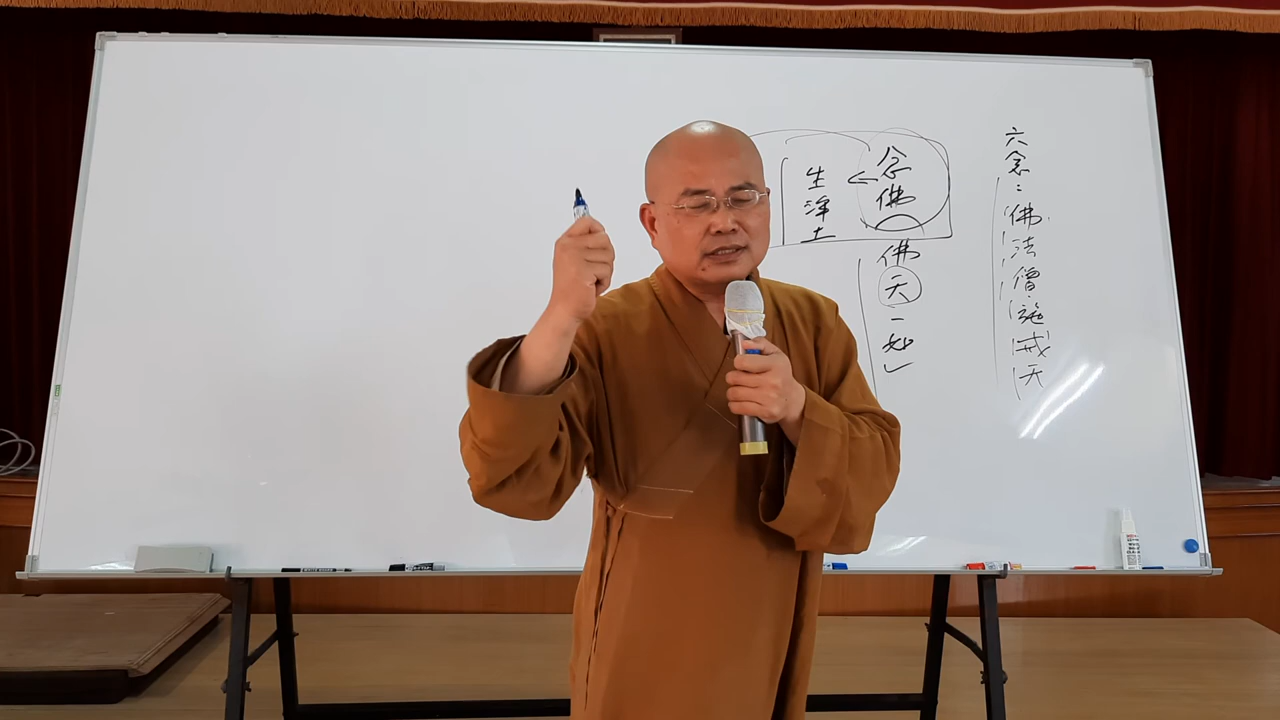 六念：佛法僧施戒天
念佛
生淨土
佛天一如